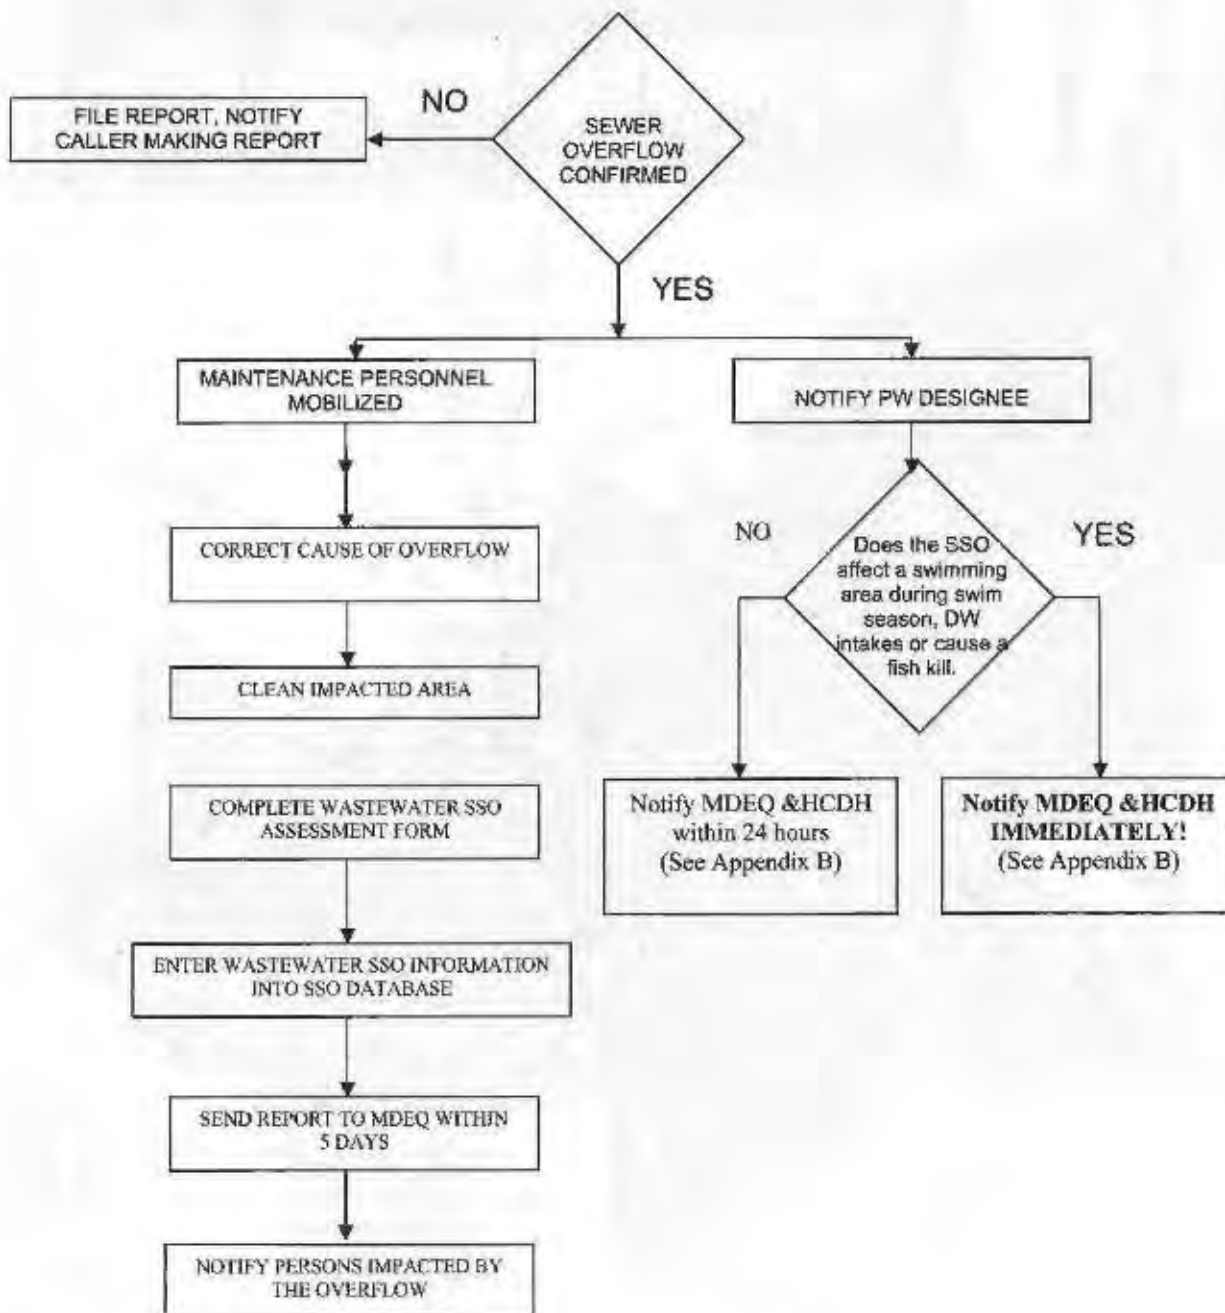 NO
FILE REPORT, NOTIFY
CALLER MAKING REPORT
SEWER
OVERFLOW
CONFIRMED
YES
MAINTENANCE PERSONNEL
MOBILIZED
NOTIFY PW DESIGNEE
CORRECT CAUSE OF OVERFLOW
CLEAN IMPACTED AREA
COMPLETE WASTEWATER SSO
ASSESSMENT FORM
ENTER WASTEWATER SSO INFORMATION
INTO SSO DATABASE
SEND REPORT TO MDEQ WITHIN
5 DAYS
NOTIFY PERSONS IMPACTED BY
THE OVERFLOW
NO
Does the SSO
affect a swimming
area during swim
season, DW
intakes or cause a
fish kill.
YES
Notify MDEQ &HCDH
within 24 hours
(See Appendix B)
Notify MDEQ &HCDH
IMMEDIATELY!
(See Appendix B)